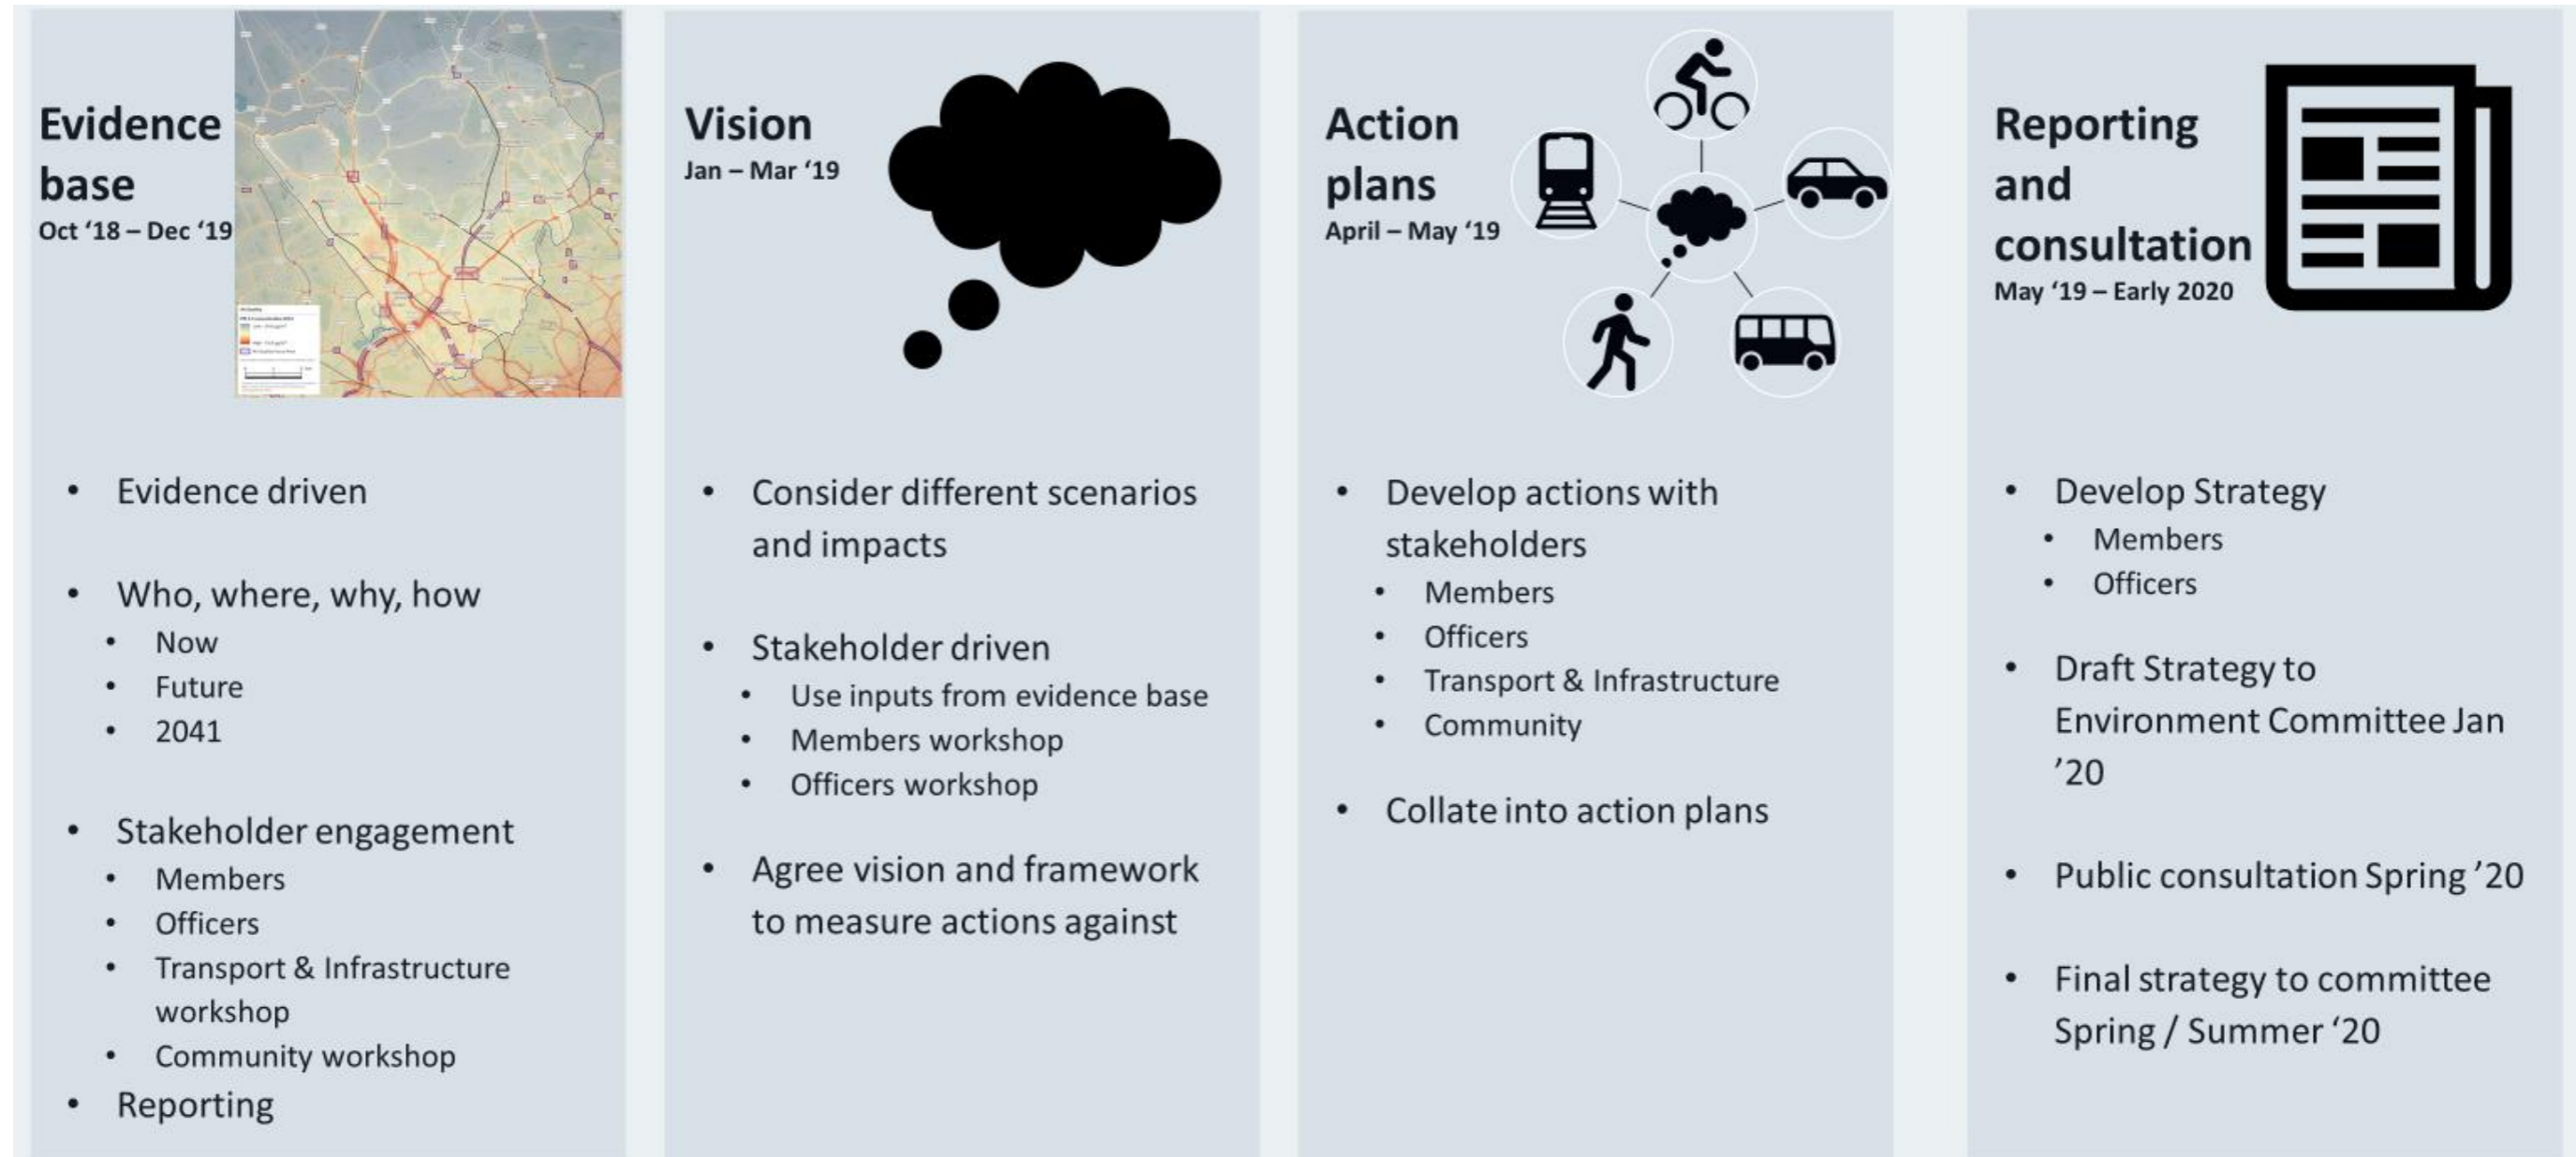 Evidence
base
Oct ‘18 – Dec ‘19
• Evidence driven
• Who, where, why, how
• Now
• Future
• 2041
• Stakeholder engagement
• Members
• Officers
• Transport & Infrastructure
workshop
• Community workshop
• Reporting
Vision
Jan – Mar ‘19
• Consider different scenarios
and impacts
• Stakeholder driven
• Use inputs from evidence base
• Members workshop
• Officers workshop
• Agree vision and framework
to measure actions against
Action
plans
April – May ‘19
• Develop actions with
stakeholders
• Members
• Officers
• Transport & Infrastructure
• Community
• Collate into action plans
Reporting
and
consultation
May ‘19 – Early 2020
• Develop Strategy
• Members
• Officers
• Draft Strategy to
Environment Committee Jan
’20
• Public consultation Spring ’20
• Final strategy to committee
Spring / Summer ‘20